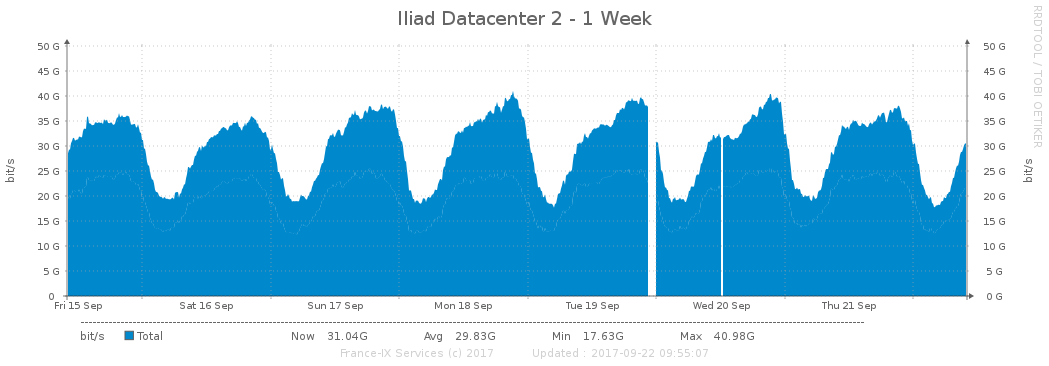 Iliad Datacenter 2 - 1 Week
RRDTOOL / TOBI OETIKER
bit/s
50 G 50 G
45 G 45 G
40 G 40 G
35 G 35 G
30 G 30 G
25 G 25 G
20 G 20 G
15 G 15 G
10 G 10 G
5 G 5 G
0 0 G
bit/s
Fri 15 Sep Sat 16 Sep Sun 17 Sep Mon 18 Sep Tue 19 Sep Wed 20 Sep Thu 21 Sep
bit/s Total Now 31.04G Avg 29.83G Min 17.63G Max 40.98G
France-IX Services (c) 2017 Updated : 2017-09-22 09:55:07